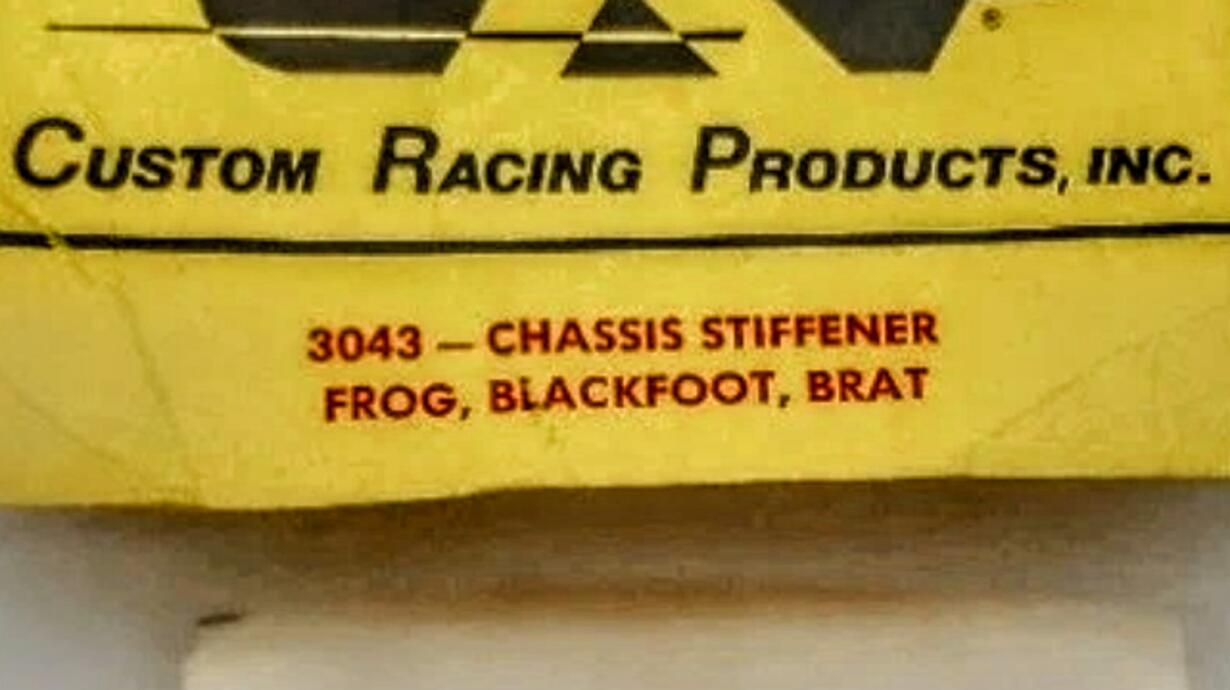 ®
CUSTOM RACING PRODUCTS, INC.
3043 — CHASSIS STIFFENER
FROG, BLACKFOOT, BRAT